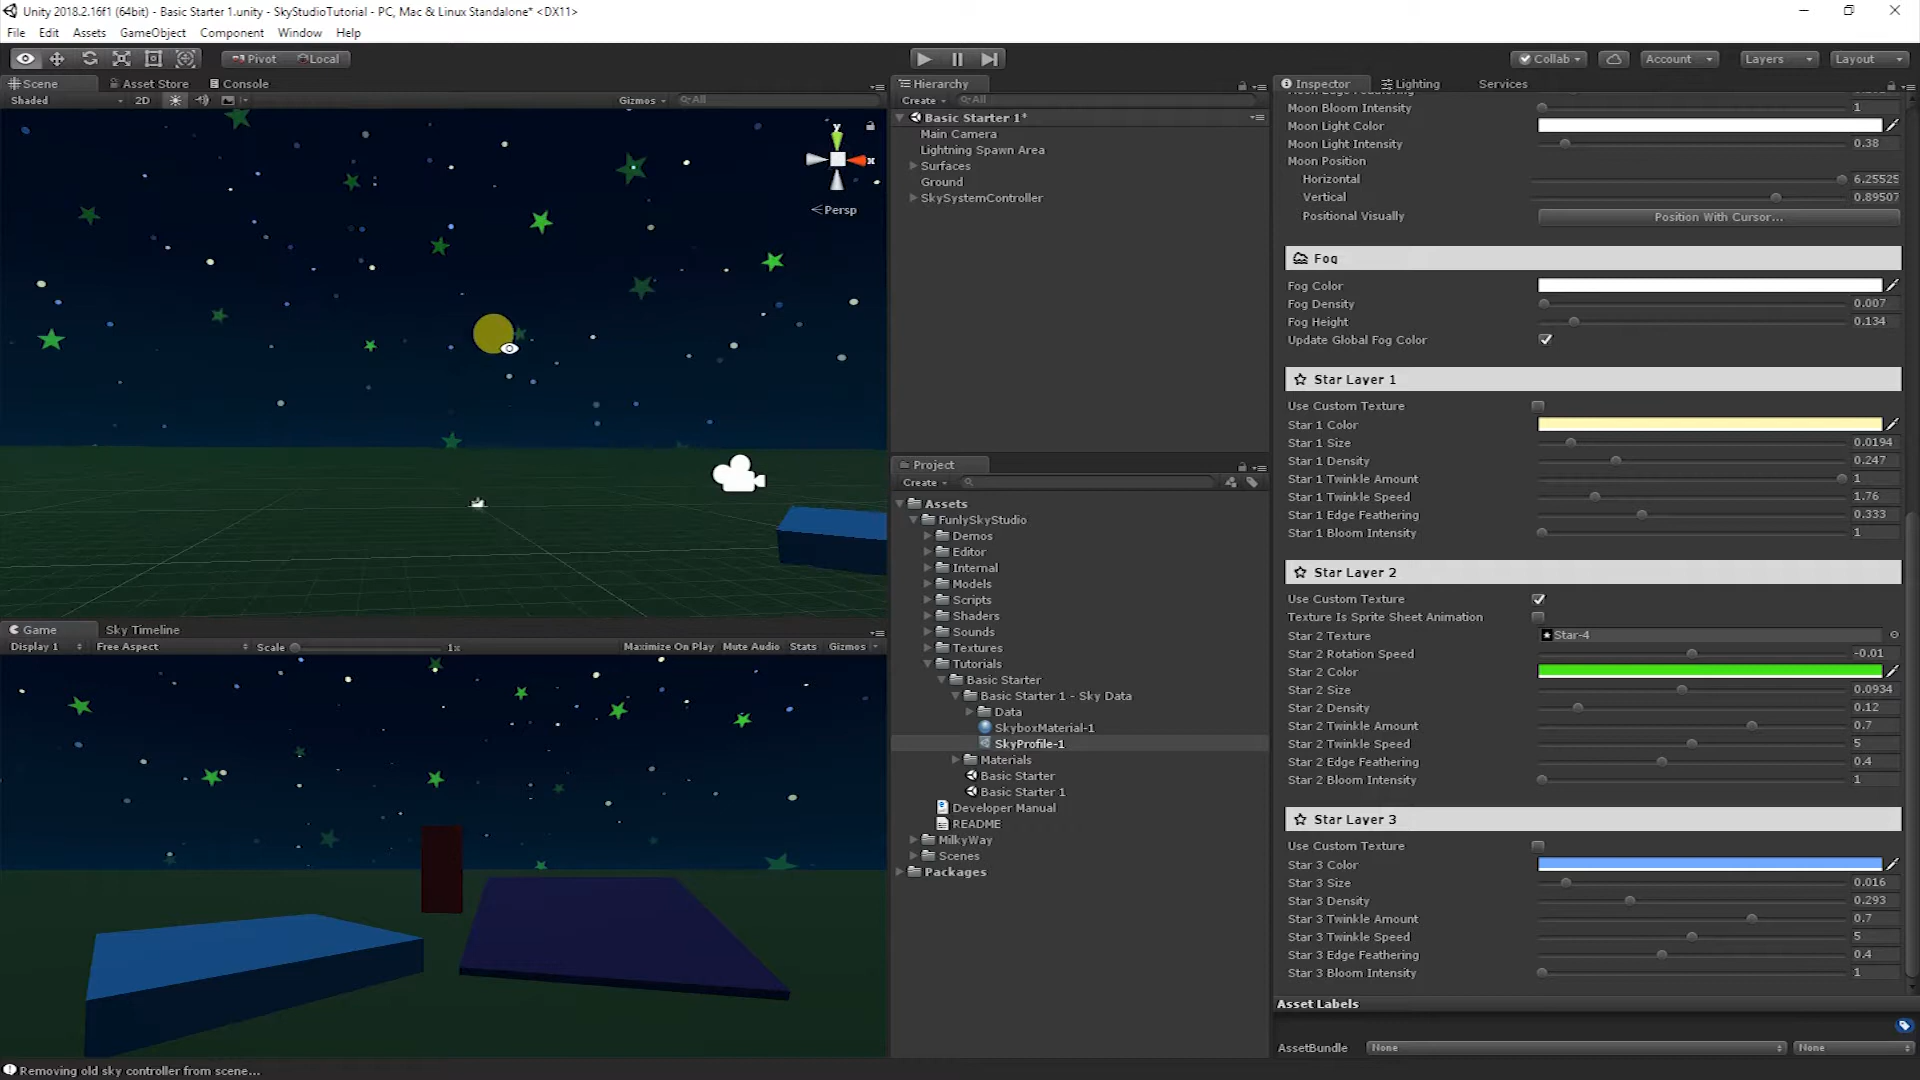 Unity 2018.2.16f1 (64bit) - Basic Starter 1.unity - SkyStudioTutorial - PC, Mac & Linux Standalone* <DX11>
File Edit Assets GameObject Component Window Help
Pivot Local Collab Account Layers Layout
Scene Asset Store Console
Shaded 2D Gizmos All
y
x
Persp
Game Sky Timeline
Display 1 Free Aspect Scale 1x Maximize On Play Mute Audio Stats Gizmos
Hierarchy
Create All
Basic Starter 1*
Main Camera
Lightning Spawn Area
Surfaces
Ground
SkySystemController
Project
Create
Assets
FunlySkyStudio
Demos
Editor
Internal
Models
Scripts
Shaders
Sounds
Textures
Tutorials
Basic Starter
Basic Starter 1 - Sky Data
Data
SkyboxMaterial-1
SkyProfile-1
Materials
Basic Starter
Basic Starter 1
Developer Manual
README
MilkyWay
Scenes
Packages
Inspector Lighting Services
Moon Bloom Intensity 1
Moon Light Color
Moon Light Intensity 0.38
Moon Position
Horizontal 6.25525
Vertical 0.89507
Positional Visually Position With Cursor...
Fog
Fog Color
Fog Density 0.007
Fog Height 0.134
Update Global Fog Color
Star Layer 1
Use Custom Texture
Star 1 Color
Star 1 Size 0.0194
Star 1 Density 0.247
Star 1 Twinkle Amount 1
Star 1 Twinkle Speed 1.76
Star 1 Edge Feathering 0.333
Star 1 Bloom Intensity 1
Star Layer 2
Use Custom Texture
Texture Is Sprite Sheet Animation
Star 2 Texture Star-4
Star 2 Rotation Speed -0.01
Star 2 Color
Star 2 Size 0.0934
Star 2 Density 0.12
Star 2 Twinkle Amount 0.7
Star 2 Twinkle Speed 5
Star 2 Edge Feathering 0.4
Star 2 Bloom Intensity 1
Star Layer 3
Use Custom Texture
Star 3 Color
Star 3 Size 0.016
Star 3 Density 0.293
Star 3 Twinkle Amount 0.7
Star 3 Twinkle Speed 5
Star 3 Edge Feathering 0.4
Star 3 Bloom Intensity 1
Asset Labels
AssetBundle None None
Removing old sky controller from scene...